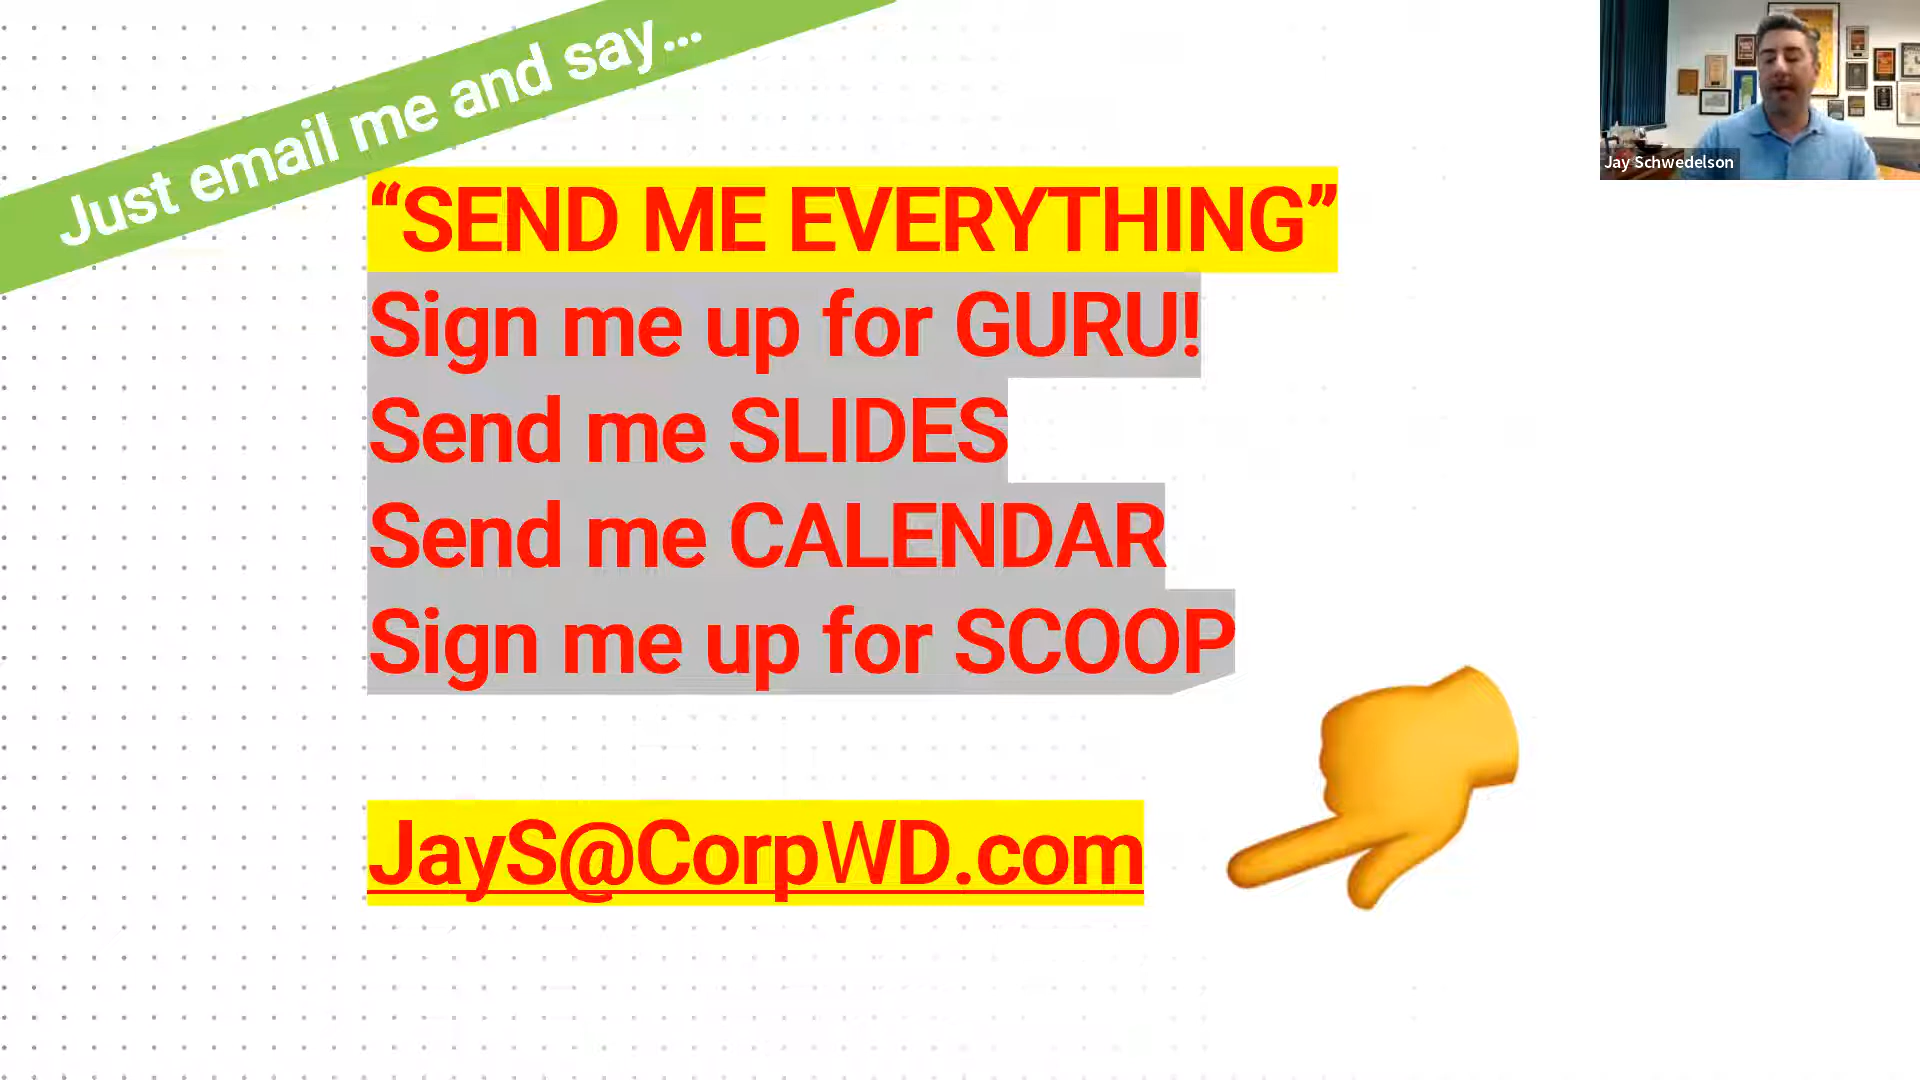 Just email me and say...
“SEND ME EVERYTHING”
Sign me up for GURU!
Send me SLIDES
Send me CALENDAR
Sign me up for SCOOP
JayS@CorpWD.com
Jay Schwedelson